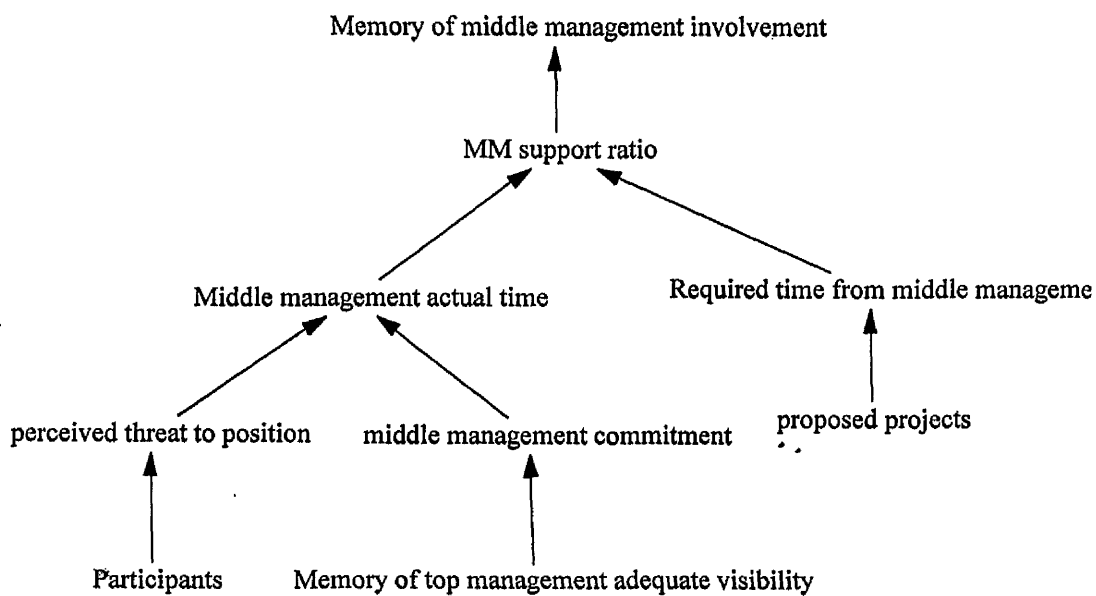 Memory of middle management involvement
MM support ratio
Middle management actual time
Required time from middle manageme
perceived threat to position
middle management commitment
proposed projects
Participants
Memory of top management adequate visibility